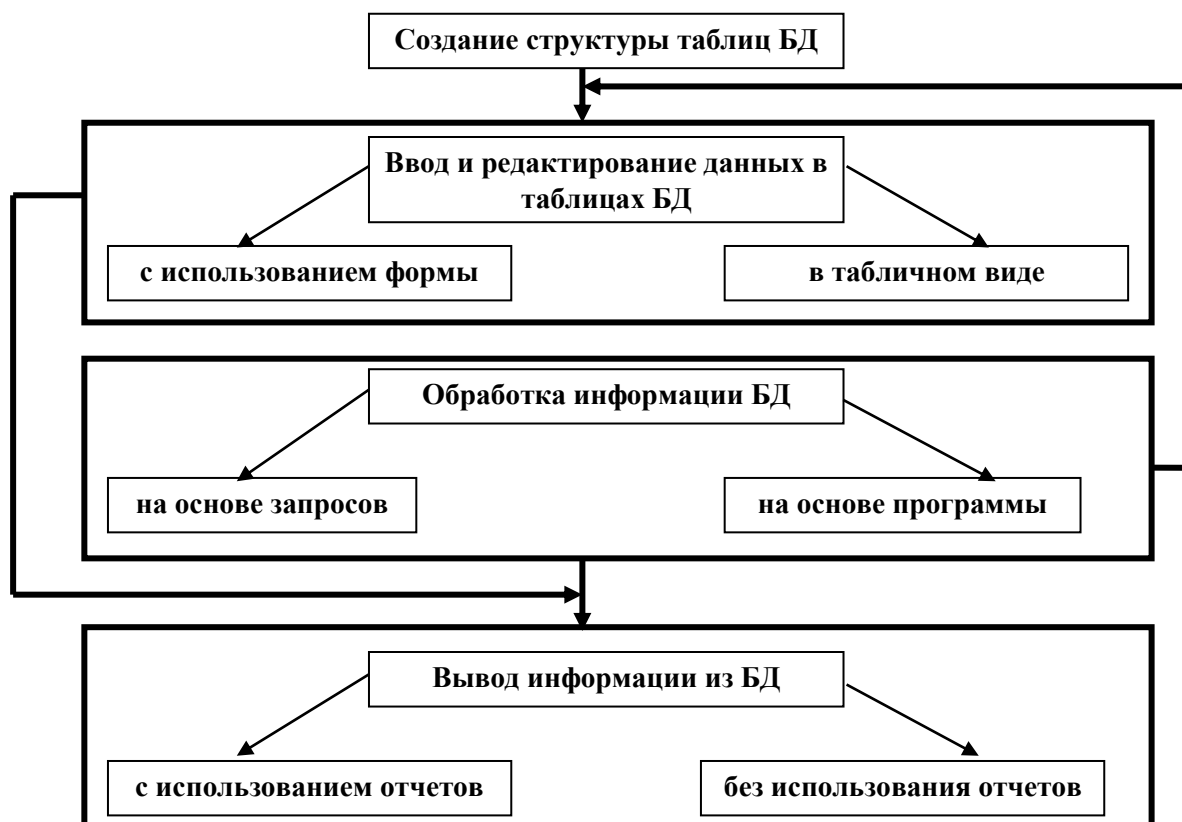 Создание структуры таблиц БД
Ввод и редактирование данных в
таблицах БД
с использованием формы
в табличном виде
Обработка информации БД
на основе запросов
на основе программы
Вывод информации из БД
с использованием отчетов
без использования отчетов